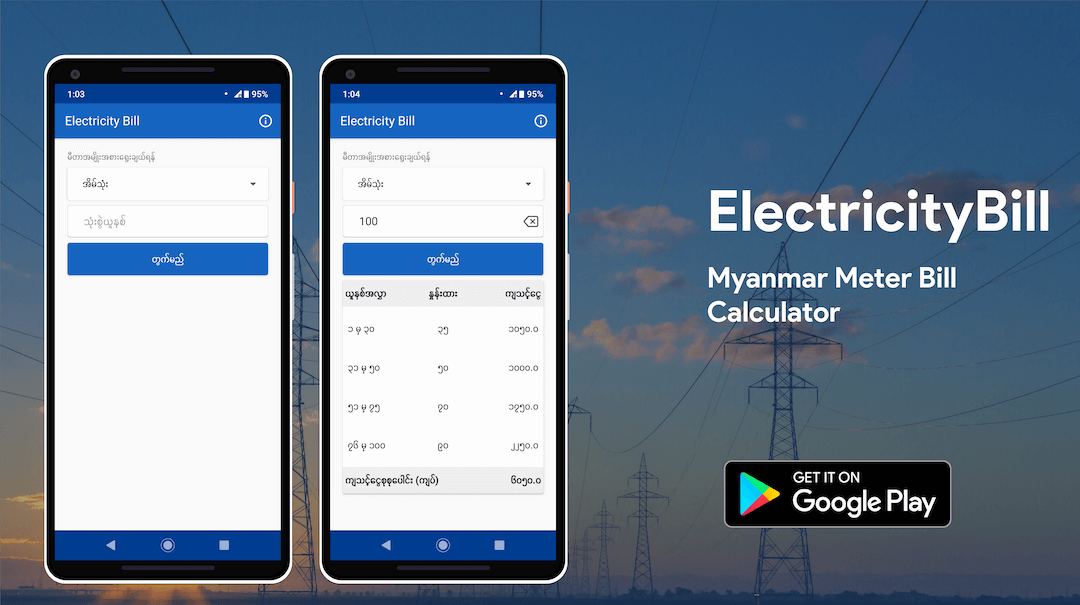 1:03
95%
Electricity Bill
မီတာအမျိုးအစားရွေးချယ်ရန်
အိမ်သုံး
သုံးစွဲယူနစ်
တွက်မည်
1:04
95%
Electricity Bill
မီတာအမျိုးအစားရွေးချယ်ရန်
အိမ်သုံး
100
တွက်မည်
ယူနစ်အလွှာ နှုန်းထား ကျသင့်ငွေ
၁ မှ ၃၀ ၃၅ ၁၀၅၀.၀
၃၁ မှ ၅၀ ၅၀ ၁၀၀၀.၀
၅၁ မှ ၇၅ ၇၀ ၁၇၅၀.၀
၇၆ မှ ၁၀၀ ၉၀ ၂၂၅၀.၀
ကျသင့်ငွေစုစုပေါင်း (ကျပ်) ၆၀၅၀.၀
ElectricityBill
Myanmar Meter Bill
Calculator
GET IT ON
Google Play